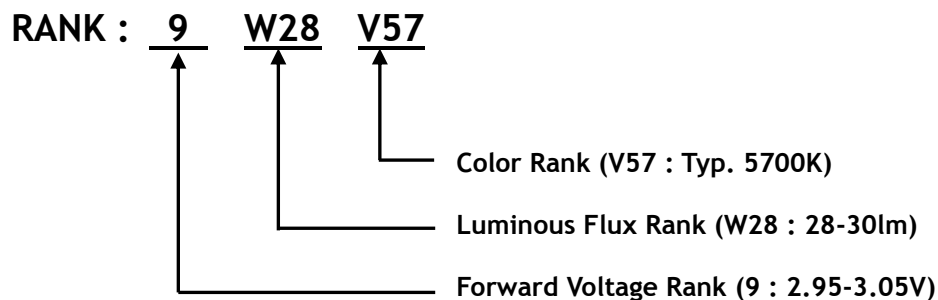 RANK : 9 W28 V57
Color Rank (V57 : Typ. 5700K)
Luminous Flux Rank (W28 : 28-30lm)
Forward Voltage Rank (9 : 2.95-3.05V)